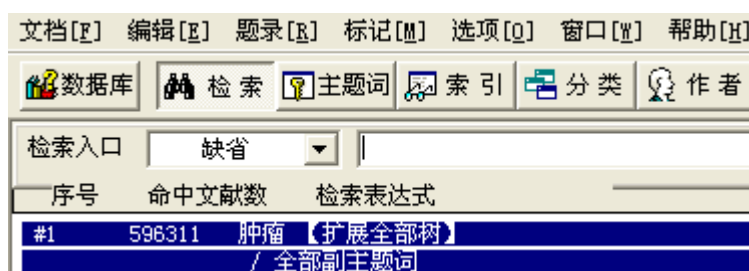 文档[F] 编辑[E] 题录[R] 标记[M] 选项[O] 窗口[W] 帮助[H]
数据库 检 索 主题词 索 引 分 类 作 者
检索入口 缺省
序号 命中文献数 检索表达式
#1 596311 肿瘤 【扩展全部树】
/ 全部副主题词